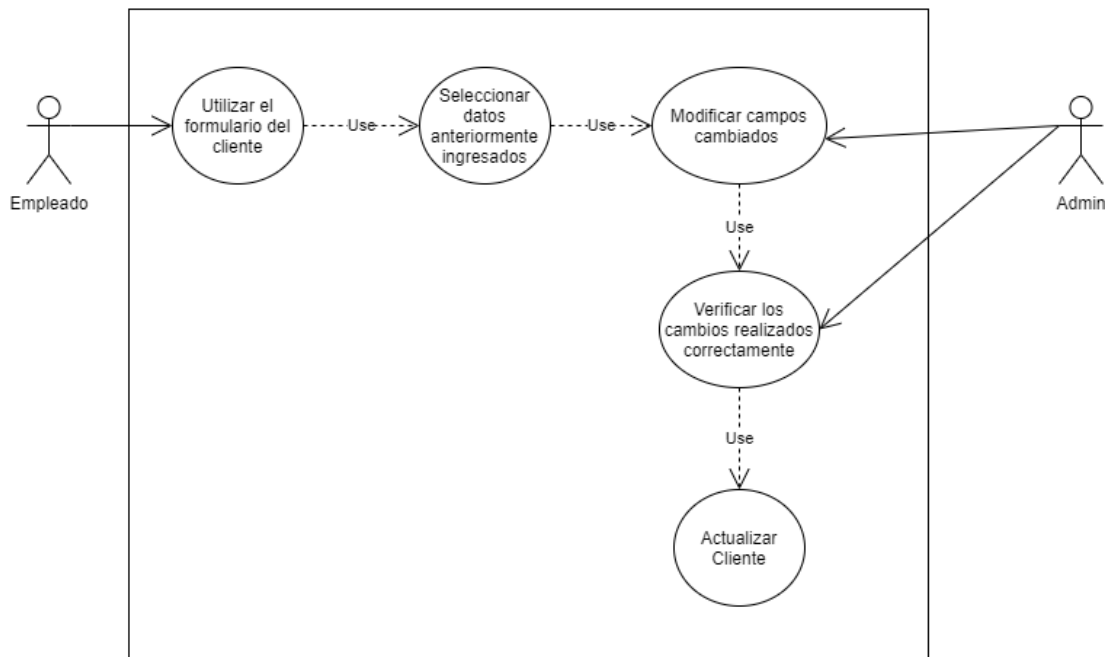 Utilizar el
formulario del
cliente
Use
Seleccionar
datos
anteriormente
ingresados
Use
Modificar campos
cambiados
Empleado
Admin
Use
Verificar los
cambios realizados
correctamente
Use
Actualizar
Cliente